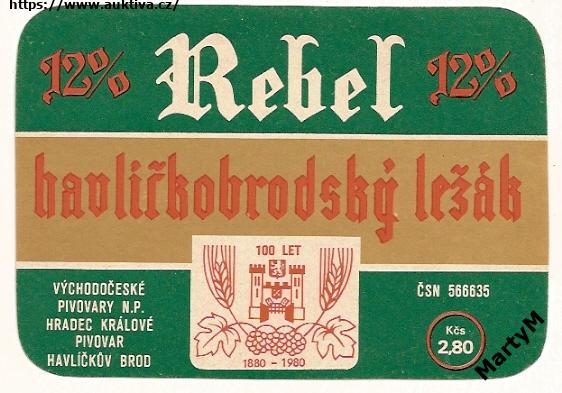 https://www.auktiva.cz/
12% Rebel 12%
havlíčkobrodský ležák
100 LET
1880 - 1980
VÝCHODOČESKÉ
PIVOVARY N.P.
HRADEC KRÁLOVÉ
PIVOVAR
HAVLÍČKŮV BROD
ČSN 566635
Kčs
2,80
MartyM